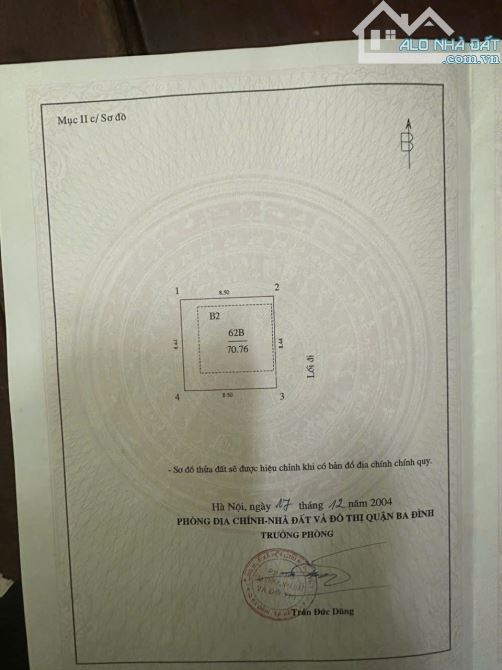 ALO NHÀ ĐẤT
.com.vn
Mục II c/ Sơ đồ
B
1
8.50
2
B2
62B
70.76
8.44
Lối đi
4
8.50
3
- Sơ đồ thửa đất sẽ được hiệu chỉnh khi có bản đồ địa chính chính quy.
Hà Nội, ngày 17 tháng 12 năm 2004
PHÒNG ĐỊA CHÍNH-NHÀ ĐẤT VÀ ĐÔ THỊ QUẬN BA ĐÌNH
TRƯỞNG PHÒNG
Trần Đức Dũng